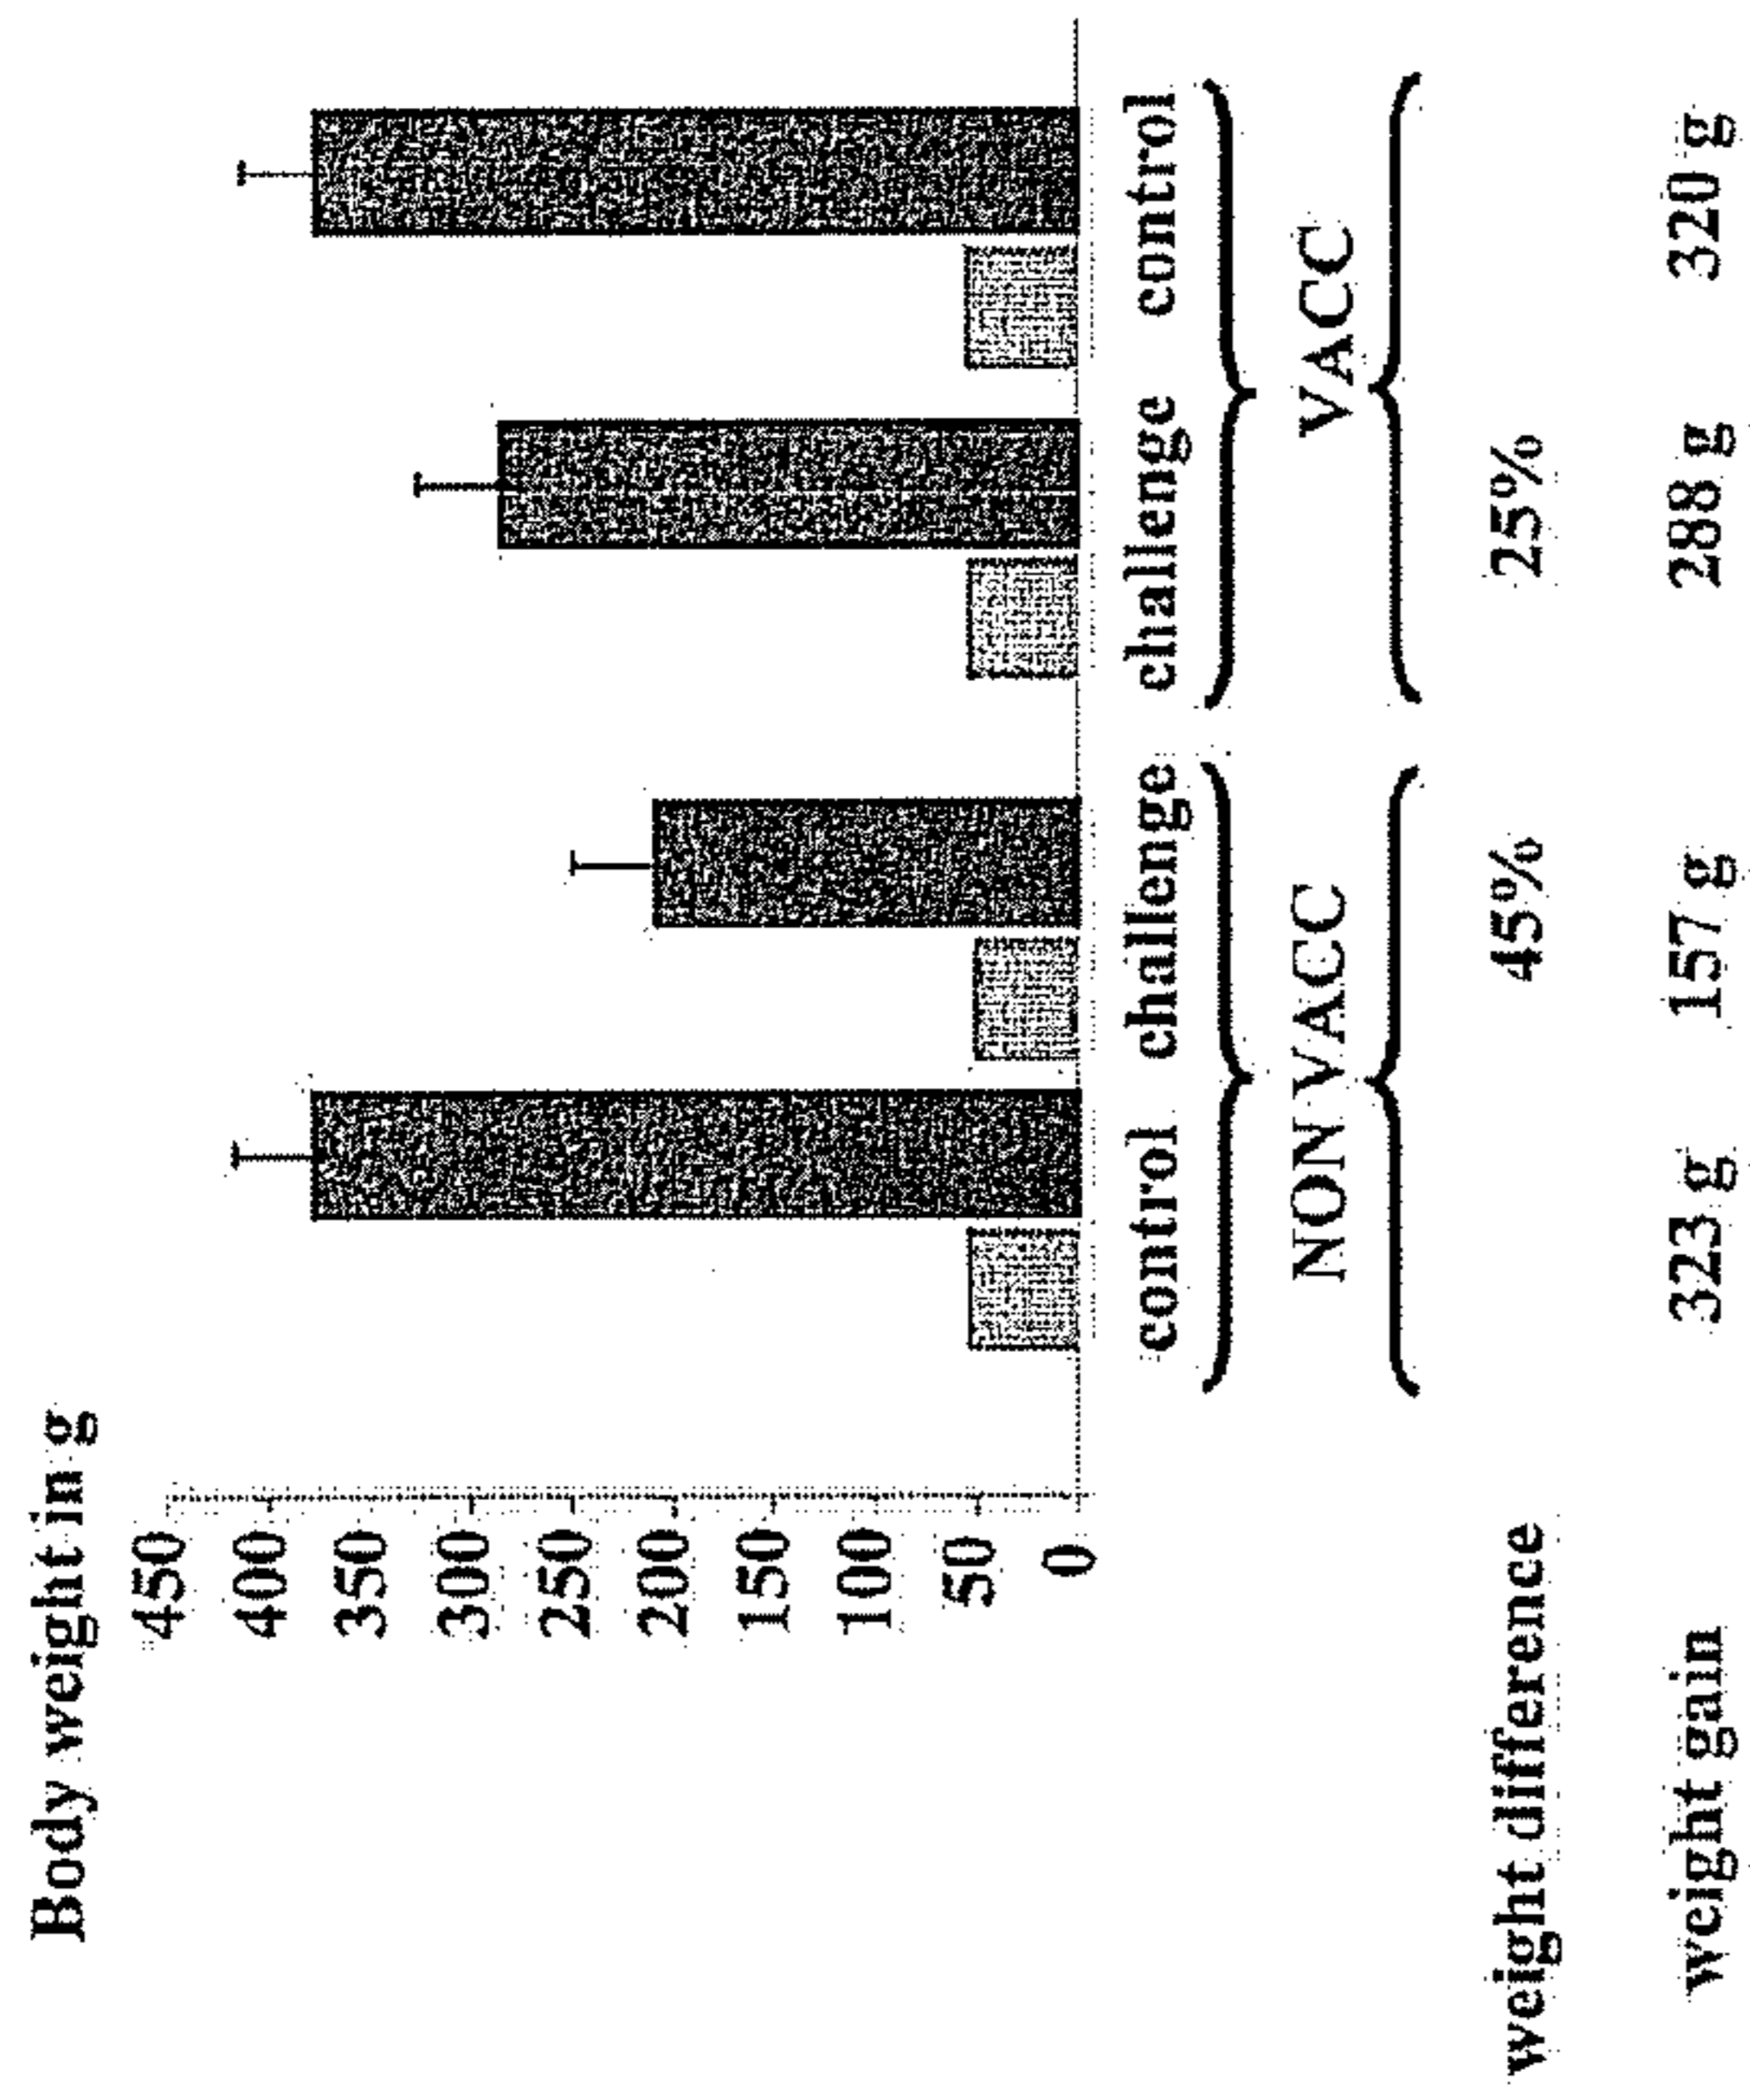 Body weight in g
450
400
350
300
250
200
150
100
50
0
control challenge challenge control
NON VACC VACC
weight difference 45% 25%
weight gain 323 g 157 g 288 g 320 g